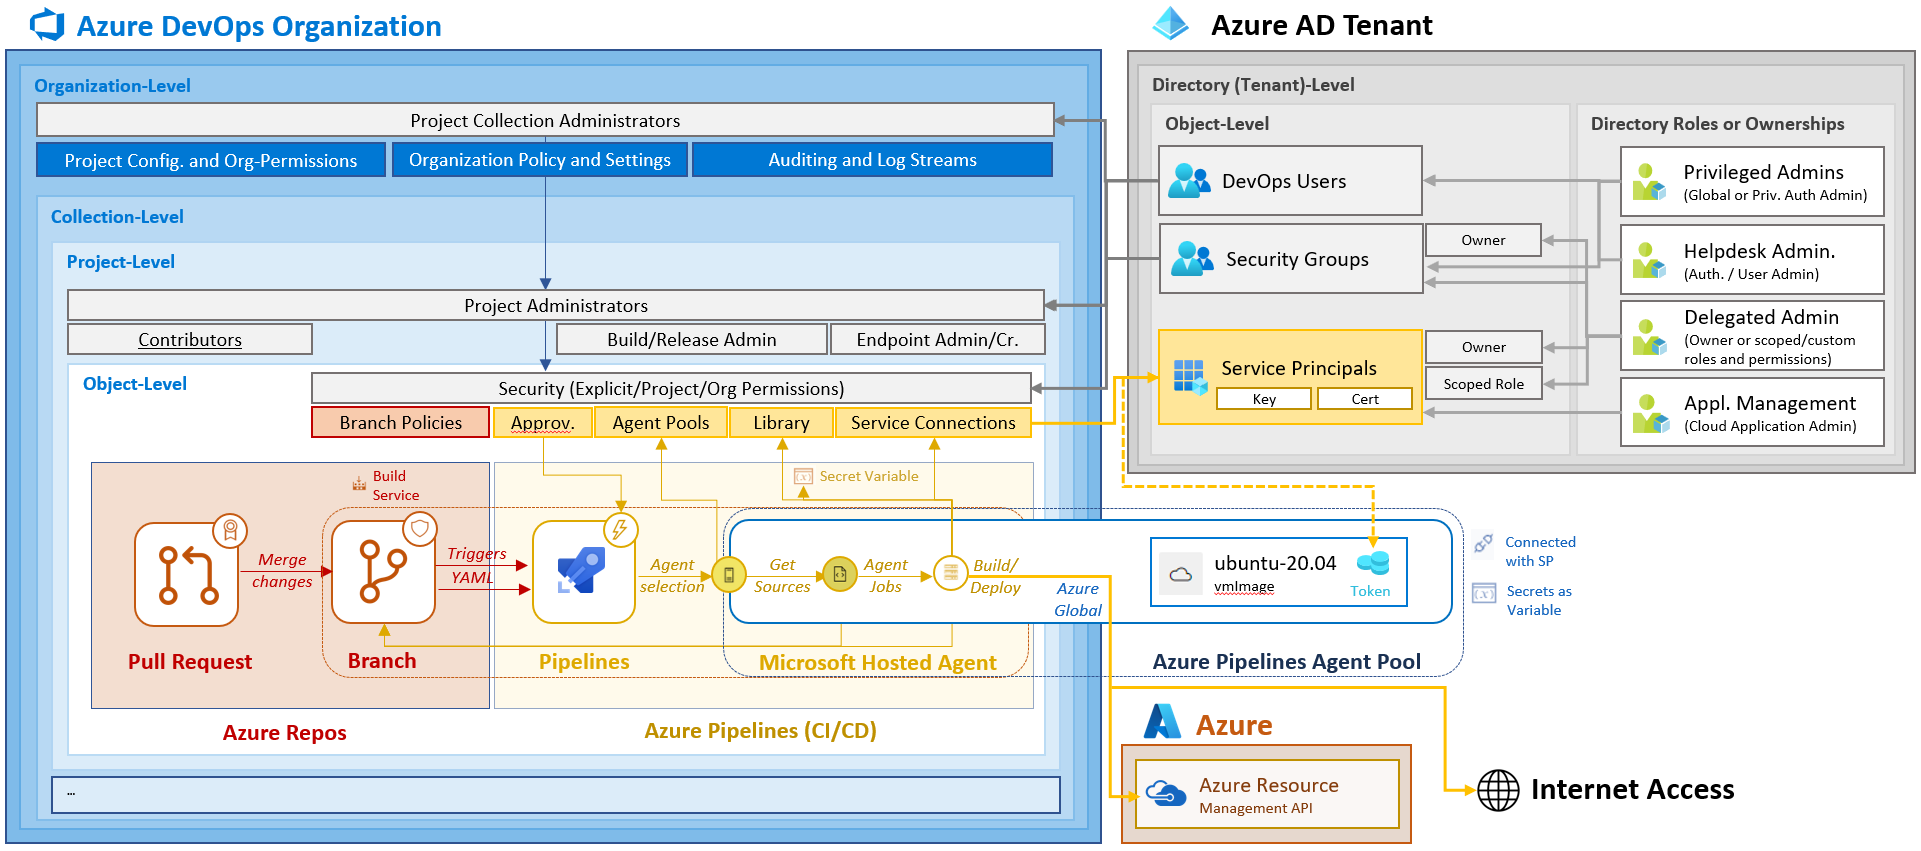 Azure DevOps Organization
Organization-Level
Project Collection Administrators
Project Config. and Org-Permissions
Organization Policy and Settings
Auditing and Log Streams
Collection-Level
Project-Level
Project Administrators
Contributors
Build/Release Admin
Endpoint Admin/Cr.
Object-Level
Security (Explicit/Project/Org Permissions)
Branch Policies
Approv.
Agent Pools
Library
Service Connections
Build
Service
Secret Variable
Merge
changes
Triggers
YAML
Agent
selection
Get
Sources
Agent
Jobs
Build/
Deploy
Azure
Global
Pull Request
Branch
Pipelines
Microsoft Hosted Agent
Azure Repos
Azure Pipelines (CI/CD)
...
Azure AD Tenant
Directory (Tenant)-Level
Object-Level
DevOps Users
Security Groups
Owner
Service Principals
Key
Cert
Owner
Scoped Role
Directory Roles or Ownerships
Privileged Admins
(Global or Priv. Auth Admin)
Helpdesk Admin.
(Auth. / User Admin)
Delegated Admin
(Owner or scoped/custom
roles and permissions)
Appl. Management
(Cloud Application Admin)
ubuntu-20.04
vmImage
Token
Azure Pipelines Agent Pool
Connected
with SP
{x}
Secrets as
Variable
Azure
Azure Resource
Management API
Internet Access